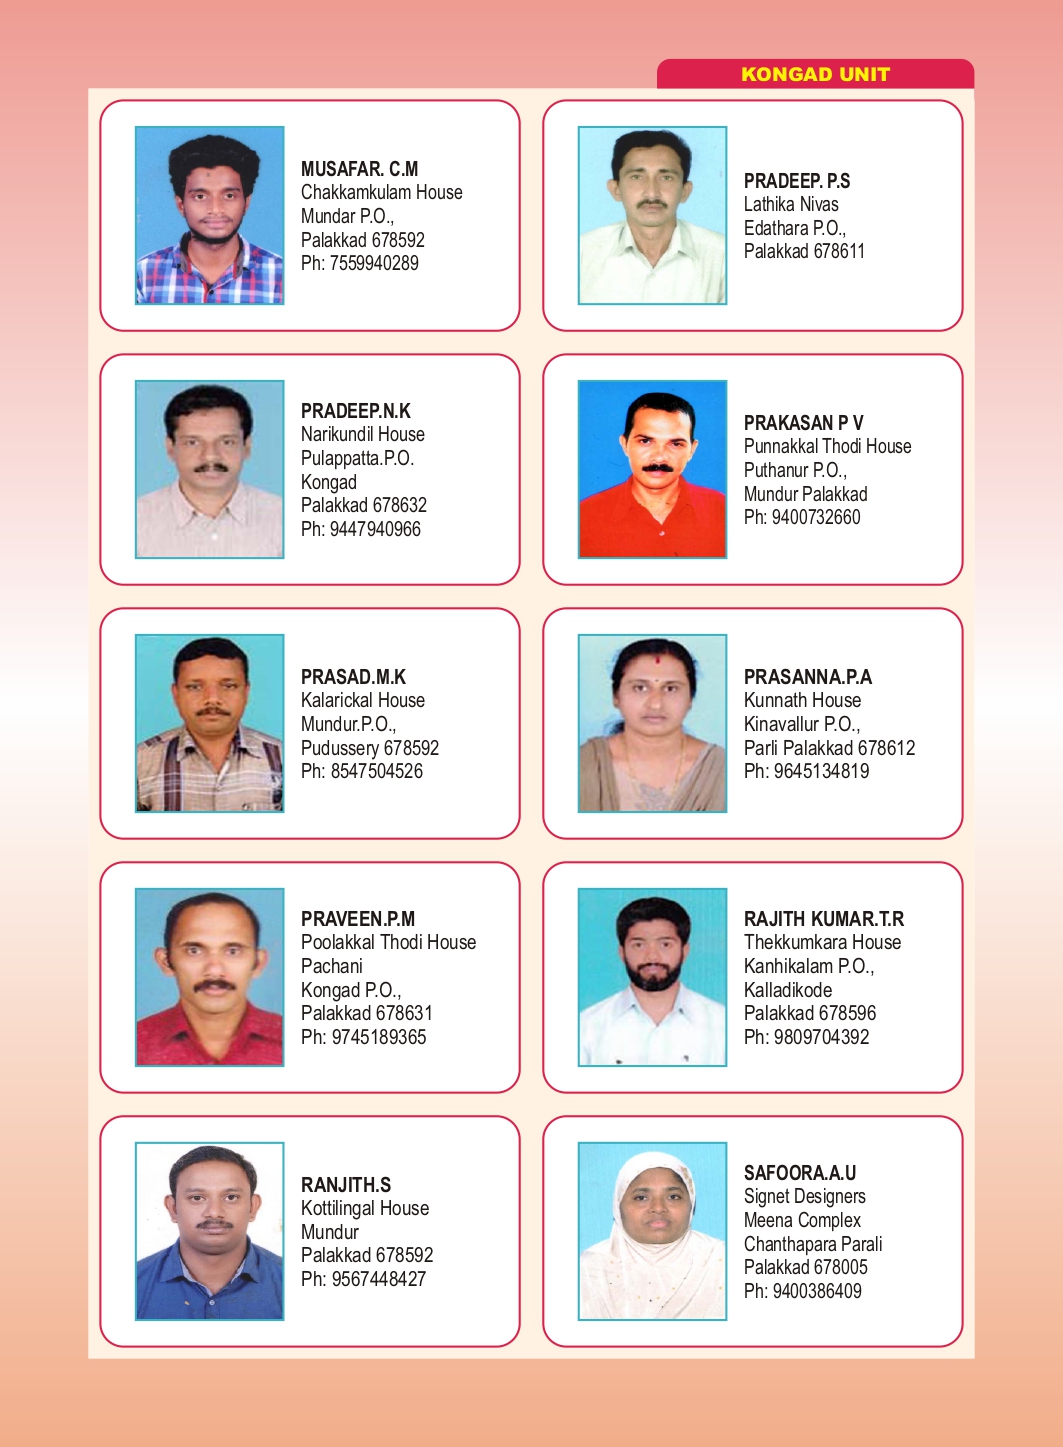 KONGAD UNIT
MUSAFAR. C.M
Chakkamkulam House
Mundar P.O.,
Palakkad 678592
Ph: 7559940289
PRADEEP. P.S
Lathika Nivas
Edathara P.O.,
Palakkad 678611
PRADEEP.N.K
Narikundil House
Pulappatta.P.O.
Kongad
Palakkad 678632
Ph: 9447940966
PRAKASAN P V
Punnakkal Thodi House
Puthanur P.O.,
Mundur Palakkad
Ph: 9400732660
PRASAD.M.K
Kalarickal House
Mundur.P.O.,
Pudussery 678592
Ph: 8547504526
PRASANNA.P.A
Kunnath House
Kinavallur P.O.,
Parli Palakkad 678612
Ph: 9645134819
PRAVEEN.P.M
Poolakkal Thodi House
Pachani
Kongad P.O.,
Palakkad 678631
Ph: 9745189365
RAJITH KUMAR.T.R
Thekkumkara House
Kanhikalam P.O.,
Kalladikode
Palakkad 678596
Ph: 9809704392
RANJITH.S
Kottilingal House
Mundur
Palakkad 678592
Ph: 9567448427
SAFOORA.A.U
Signet Designers
Meena Complex
Chanthapara Parali
Palakkad 678005
Ph: 9400386409